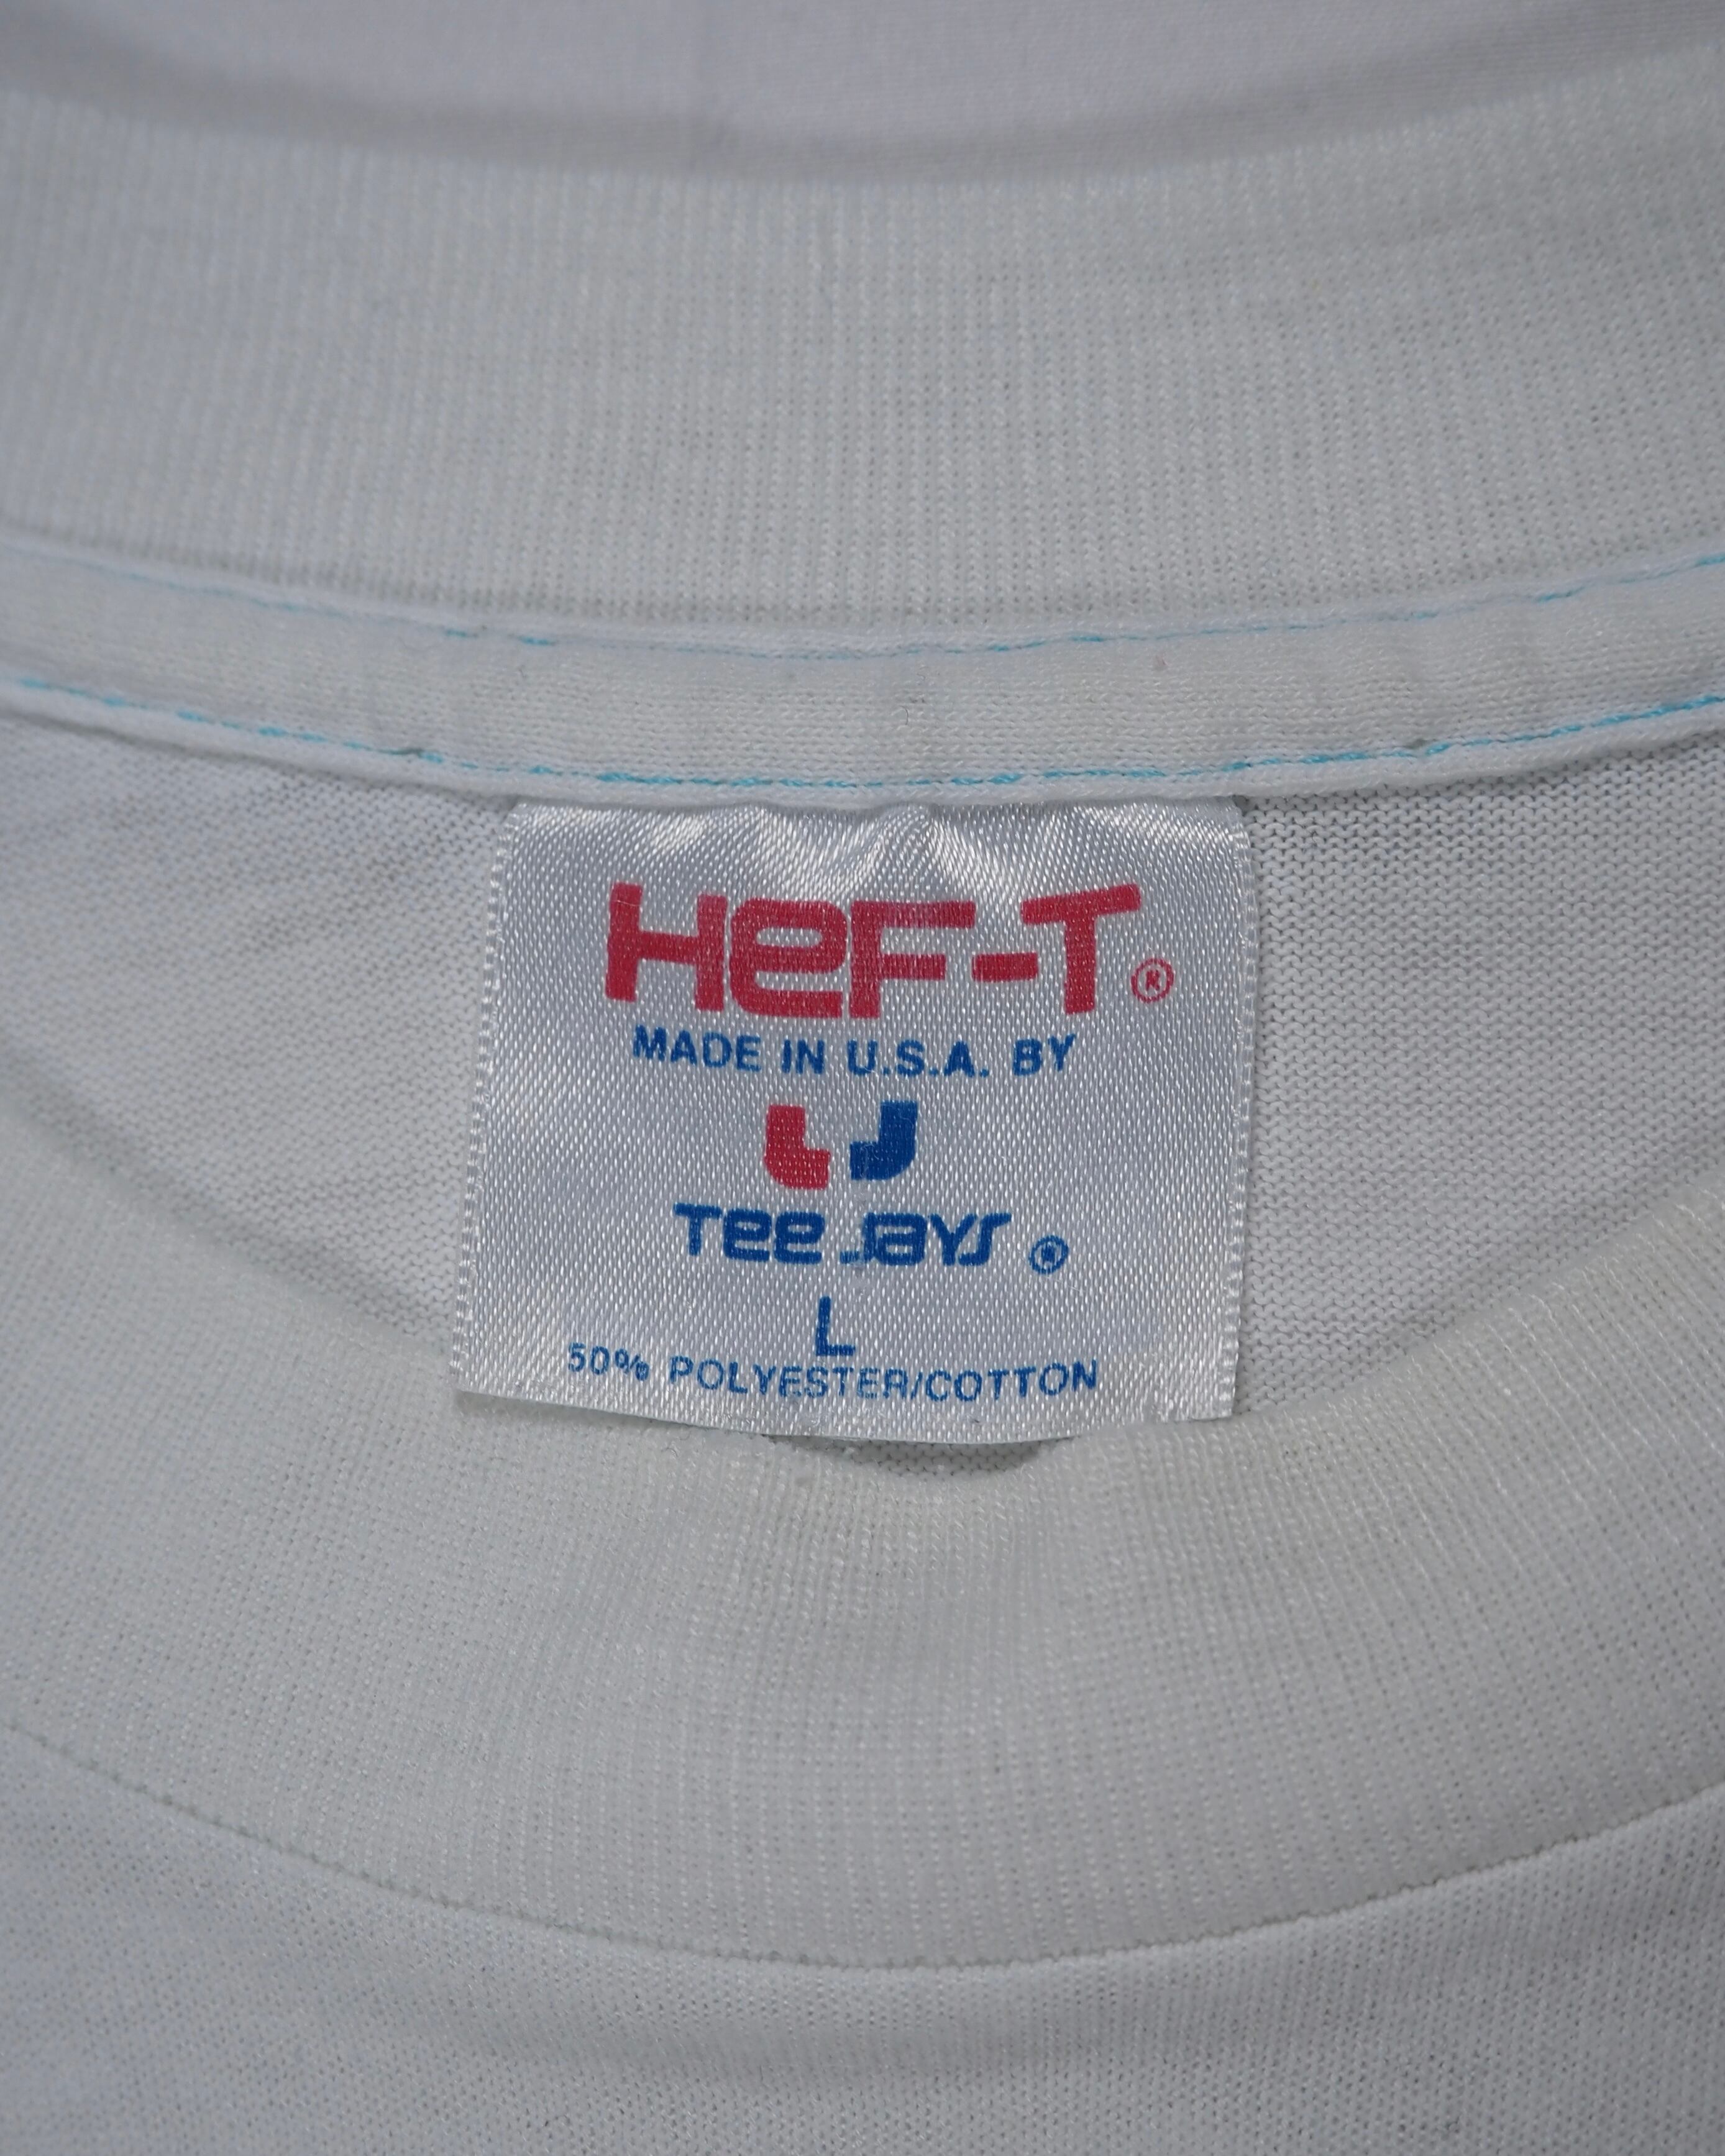 HeF-T®
MADE IN U.S.A. BY
Tee Jays ®
L
50% POLYESTER/COTTON